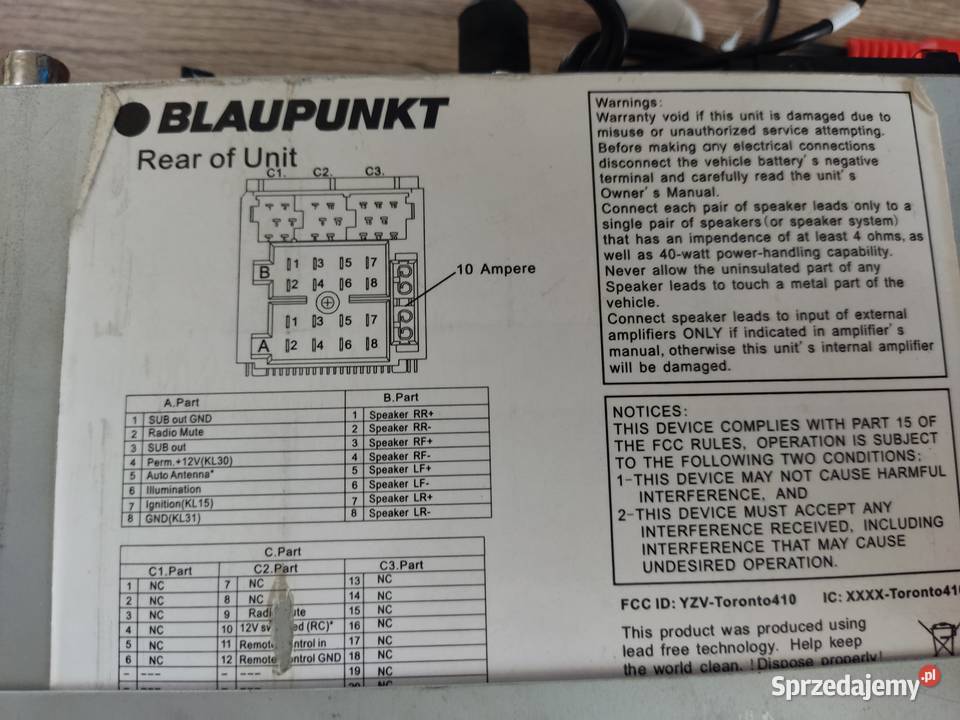 BLAUPUNKT
Rear of Unit
C1. C2. C3.
B 1 3 5 7
2 4 6 8
10 Ampere
1 3 5 7
A 2 4 6 8
A.Part
1 SUB out GND
2 Radio Mute
3 SUB out
4 Perm.+12V(KL30)
5 Auto Antenna*
6 Illumination
7 Ignition(KL15)
8 GND(KL31)
B.Part
1 Speaker RR+
2 Speaker RR-
3 Speaker RF+
4 Speaker RF-
5 Speaker LF+
6 Speaker LF-
7 Speaker LR+
8 Speaker LR-
C.Part
C1.Part C2.Part C3.Part
1 NC 7 NC 13 NC
2 NC 8 NC 14 NC
3 NC 9 15 NC
4 NC 10 12V (RC)* 16 NC
5 NC 11 in 17 NC
6 NC 12 GND 18 NC
- --- - --- 19 NC
- --- 20 NC
Warnings:
Warranty void if this unit is damaged due to
misuse or unauthorized service attempting.
Before making any electrical connections
disconnect the vehicle battery's negative
terminal and carefully read the unit's
Owner's Manual.
Connect each pair of speaker leads only to a
single pair of speakers(or speaker system)
that has an impendence of at least 4 ohms, as
well as 40-watt power-handling capability.
Never allow the uninsulated part of any
Speaker leads to touch a metal part of the
vehicle.
Connect speaker leads to input of external
amplifiers ONLY if indicated in amplifier's
manual, otherwise this unit's internal amplifier
will be damaged.
NOTICES:
THIS DEVICE COMPLIES WITH PART 15 OF
THE FCC RULES, OPERATION IS SUBJECT
TO THE FOLLOWING TWO CONDITIONS:
1-THIS DEVICE MAY NOT CAUSE HARMFUL
INTERFERENCE, AND
2-THIS DEVICE MUST ACCEPT ANY
INTERFERENCE RECEIVED, INCLUDING
INTERFERENCE THAT MAY CAUSE
UNDESIRED OPERATION.
FCC ID: YZV-Toronto410 IC: XXXX-Toronto410
This product was produced using
lead free technology. Help keep
the world clean. !Dispose properly!
Sprzedajemy.pl